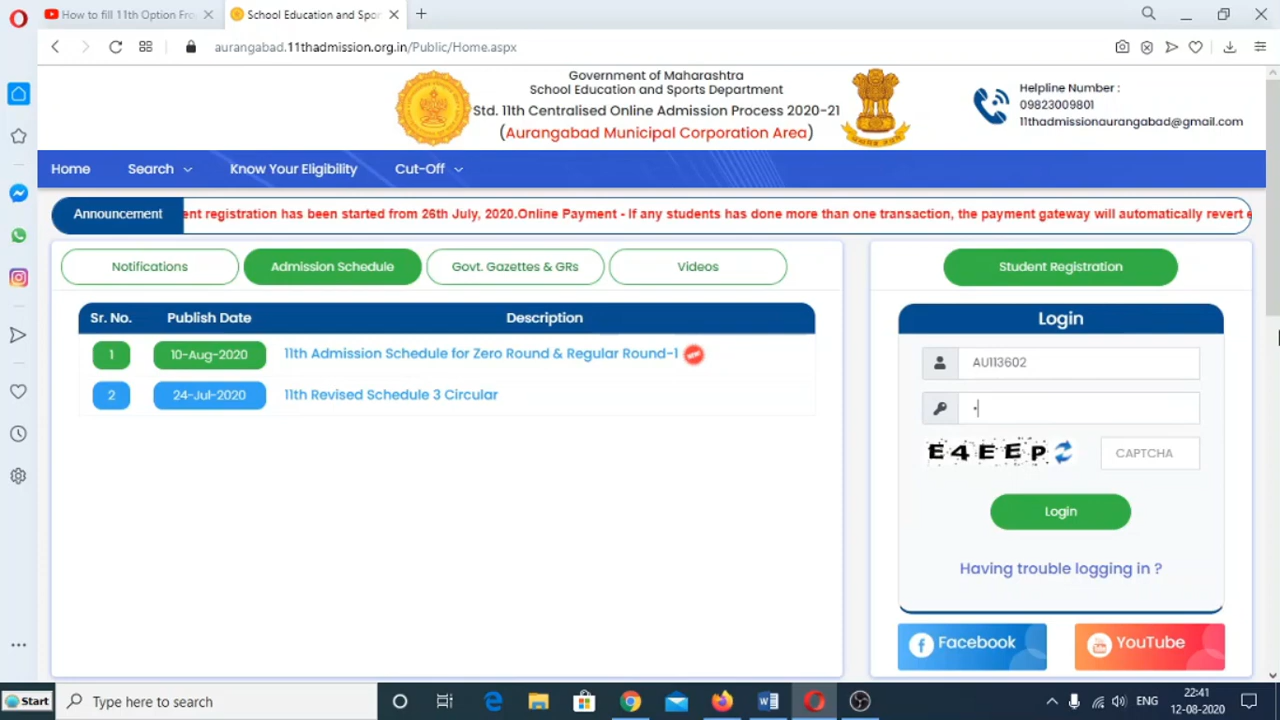 How to fill 11th Option Fro
School Education and Spor
aurangabad.11thadmission.org.in/Public/Home.aspx
Government of Maharashtra
School Education and Sports Department
Std. 11th Centralised Online Admission Process 2020-21
(Aurangabad Municipal Corporation Area)
Helpline Number :
09823009801
11thadmissionaurangabad@gmail.com
Home
Search
Know Your Eligibility
Cut-Off
Announcement
ent registration has been started from 26th July, 2020.Online Payment - If any students has done more than one transaction, the payment gateway will automatically revert e
Notifications
Admission Schedule
Govt. Gazettes & GRs
Videos
Sr. No.
Publish Date
Description
1
10-Aug-2020
11th Admission Schedule for Zero Round & Regular Round-1
NEW
2
24-Jul-2020
11th Revised Schedule 3 Circular
Student Registration
Login
AU113602
E4EEP
CAPTCHA
Login
Having trouble logging in ?
Facebook
YouTube
Start
Type here to search
ENG
22:41
12-08-2020